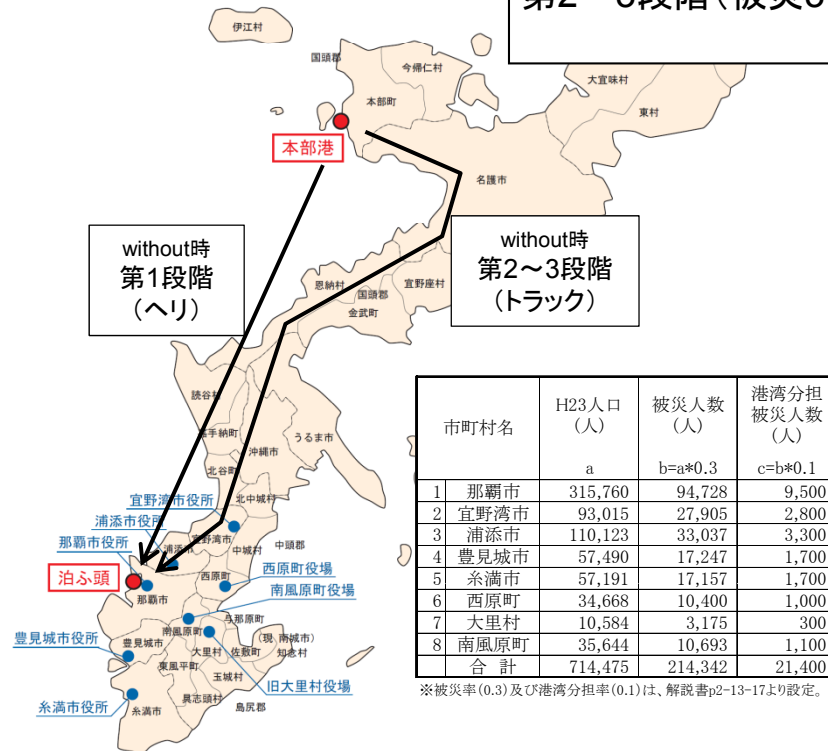 第2～3段階(被災3
伊江村
国頭郡
今帰仁村
本部町
大宜味村
東村
本部港
名護市
without時
第1段階
(ヘリ)
without時
第2～3段階
(トラック)
恩納村
国頭郡
宜野座村
金武町
読谷村
嘉手納町
うるま市
沖縄市
北谷町
北中城村
宜野湾市役所
浦添市役所
宜野湾市
中城村
中頭郡
那覇市役所
浦添市
泊ふ頭
西原町
西原町役場
那覇市
南風原町役場
与那原町
豊見城市役所
豊見城市
南風原町
大里村
(現 南城市)
佐敷町
知念村
東風平町
玉城村
旧大里村役場
糸満市役所
具志頭村
島尻郡
糸満市
市町村名 H23人口(人) a 被災人数(人) b=a*0.3 港湾分担被災人数(人) c=b*0.1
1 那覇市 315,760 94,728 9,500
2 宜野湾市 93,015 27,905 2,800
3 浦添市 110,123 33,037 3,300
4 豊見城市 57,490 17,247 1,700
5 糸満市 57,191 17,157 1,700
6 西原町 34,668 10,400 1,000
7 大里村 10,584 3,175 300
8 南風原町 35,644 10,693 1,100
合 計 714,475 214,342 21,400
※被災率(0.3)及び港湾分担率(0.1)は、解説書p2-13-17より設定。